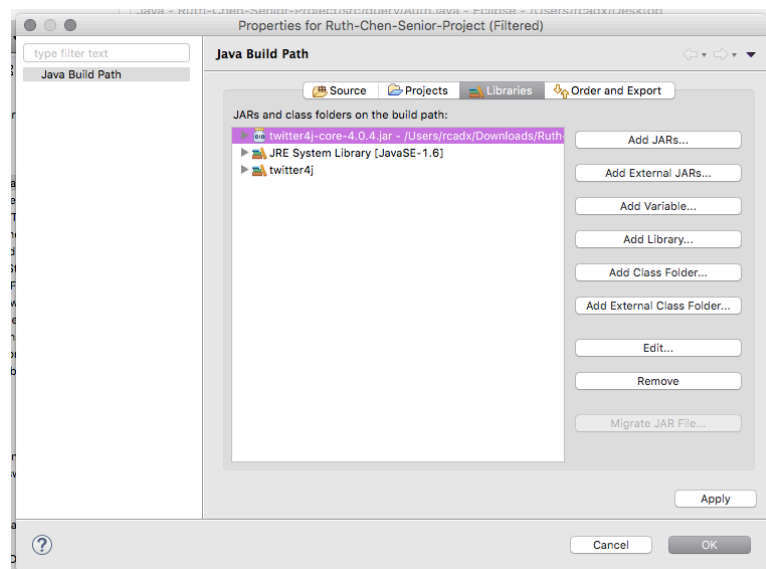 Java - Ruth-Chen-Senior-Project/src/jquery/AuthJava - Eclipse - /Users/rcadx/Desktop
Properties for Ruth-Chen-Senior-Project (Filtered)
type filter text
Java Build Path
Java Build Path
Source
Projects
Libraries
Order and Export
JARs and class folders on the build path:
twitter4j-core-4.0.4.jar - /Users/rcadx/Downloads/Ruth-
JRE System Library [JavaSE-1.6]
twitter4j
Add JARs...
Add External JARs...
Add Variable...
Add Library...
Add Class Folder...
Add External Class Folder...
Edit...
Remove
Migrate JAR File...
Apply
?
Cancel
OK